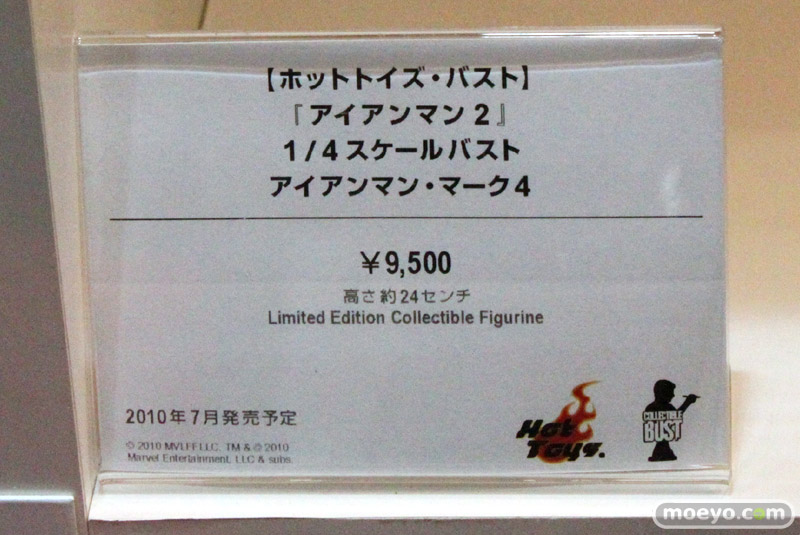 【ホットトイズ・バスト】
『アイアンマン2』
1/4スケールバスト
アイアンマン・マーク4
¥9,500
高さ約24センチ
Limited Edition Collectible Figurine
2010年7月発売予定
© 2010 MVLFFLLC. TM & © 2010
Marvel Entertainment, LLC & subs.
Hot
Toys.
COLLECTIBLE
BUST
moeyo.com